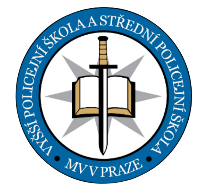 VYŠŠÍ POLICEJNÍ ŠKOLA A STŘEDNÍ POLICEJNÍ ŠKOLA
• MV V PRAZE •